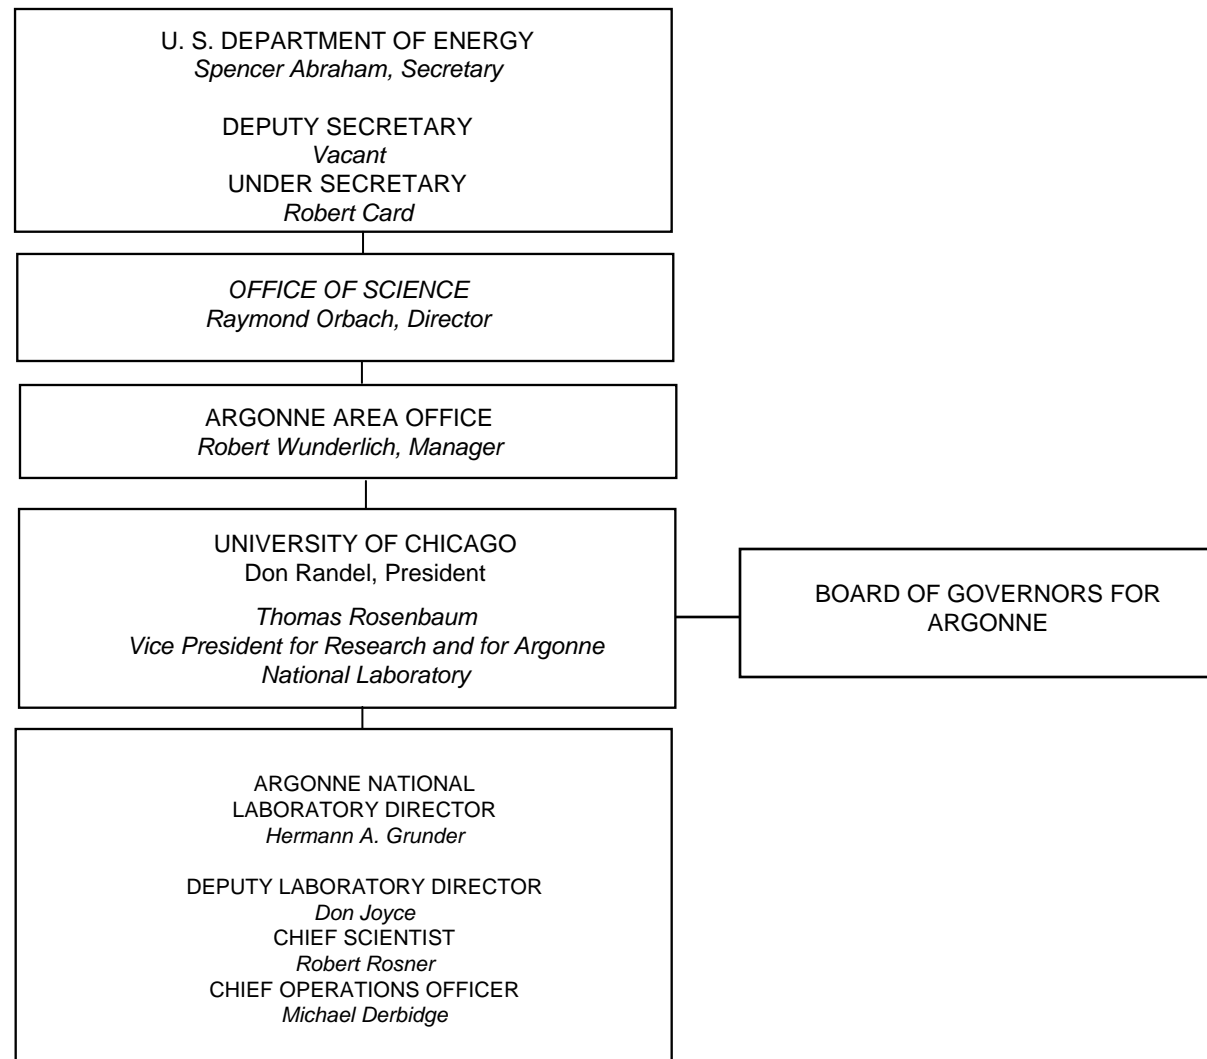 U. S. DEPARTMENT OF ENERGY
Spencer Abraham, Secretary
DEPUTY SECRETARY
Vacant
UNDER SECRETARY
Robert Card
OFFICE OF SCIENCE
Raymond Orbach, Director
ARGONNE AREA OFFICE
Robert Wunderlich, Manager
UNIVERSITY OF CHICAGO
Don Randel, President
Thomas Rosenbaum
Vice President for Research and for Argonne
National Laboratory
BOARD OF GOVERNORS FOR
ARGONNE
ARGONNE NATIONAL
LABORATORY DIRECTOR
Hermann A. Grunder
DEPUTY LABORATORY DIRECTOR
Don Joyce
CHIEF SCIENTIST
Robert Rosner
CHIEF OPERATIONS OFFICER
Michael Derbidge